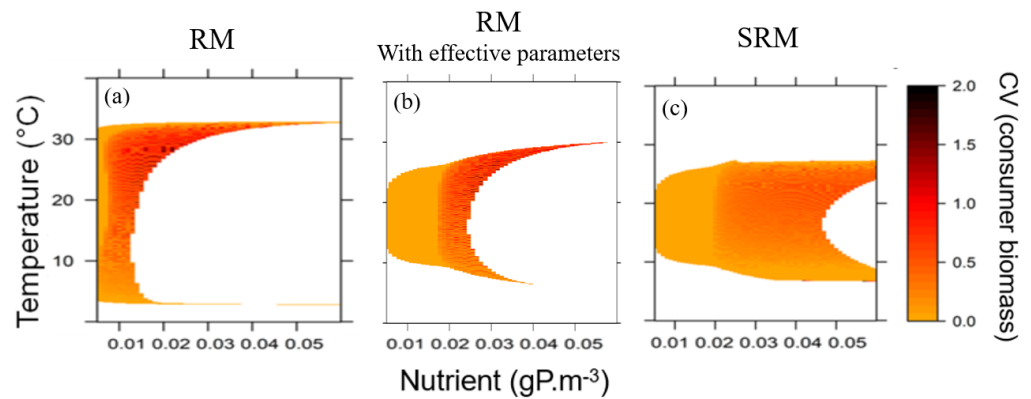 RM
RM
With effective parameters
SRM
(a)
(b)
(c)
Temperature (°C)
30
20
10
0.01 0.02 0.03 0.04 0.05
0.01 0.02 0.03 0.04 0.05
0.01 0.02 0.03 0.04 0.05
Nutrient (gP.m-3)
2.0
1.5
1.0
0.5
0.0
CV (consumer biomass)